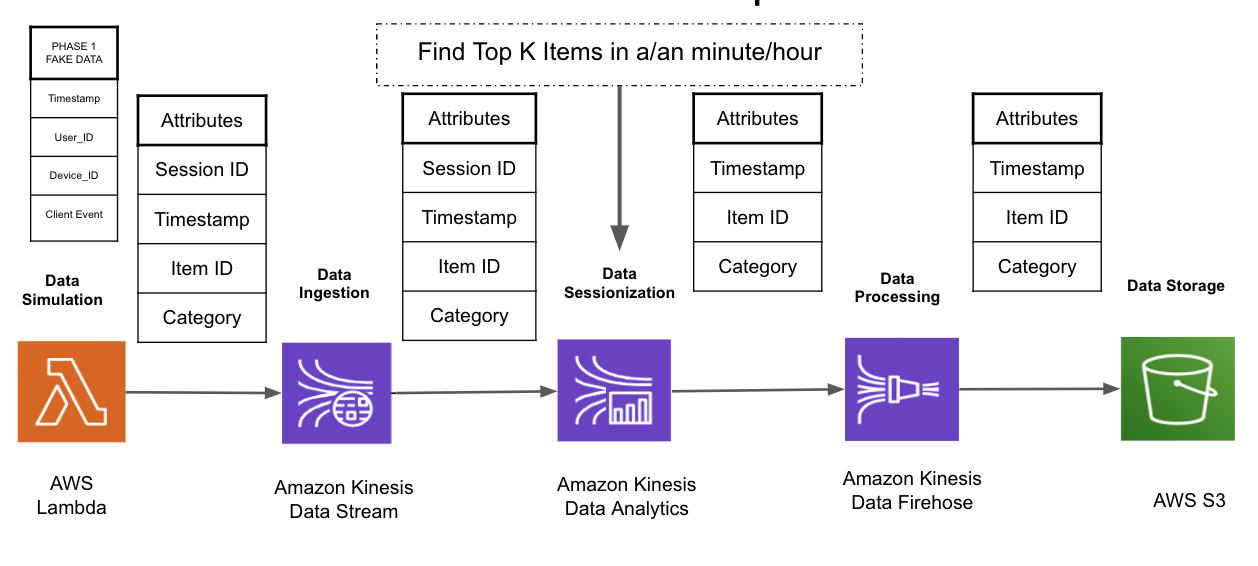 Find Top K Items in a/an minute/hour
PHASE 1
FAKE DATA
Timestamp
User_ID
Device_ID
Client Event
Attributes
Session ID
Timestamp
Item ID
Category
Attributes
Session ID
Timestamp
Item ID
Category
Attributes
Timestamp
Item ID
Category
Attributes
Timestamp
Item ID
Category
Data
Simulation
Data
Ingestion
Data
Sessionization
Data
Processing
Data Storage
AWS
Lambda
Amazon Kinesis
Data Stream
Amazon Kinesis
Data Analytics
Amazon Kinesis
Data Firehose
AWS S3